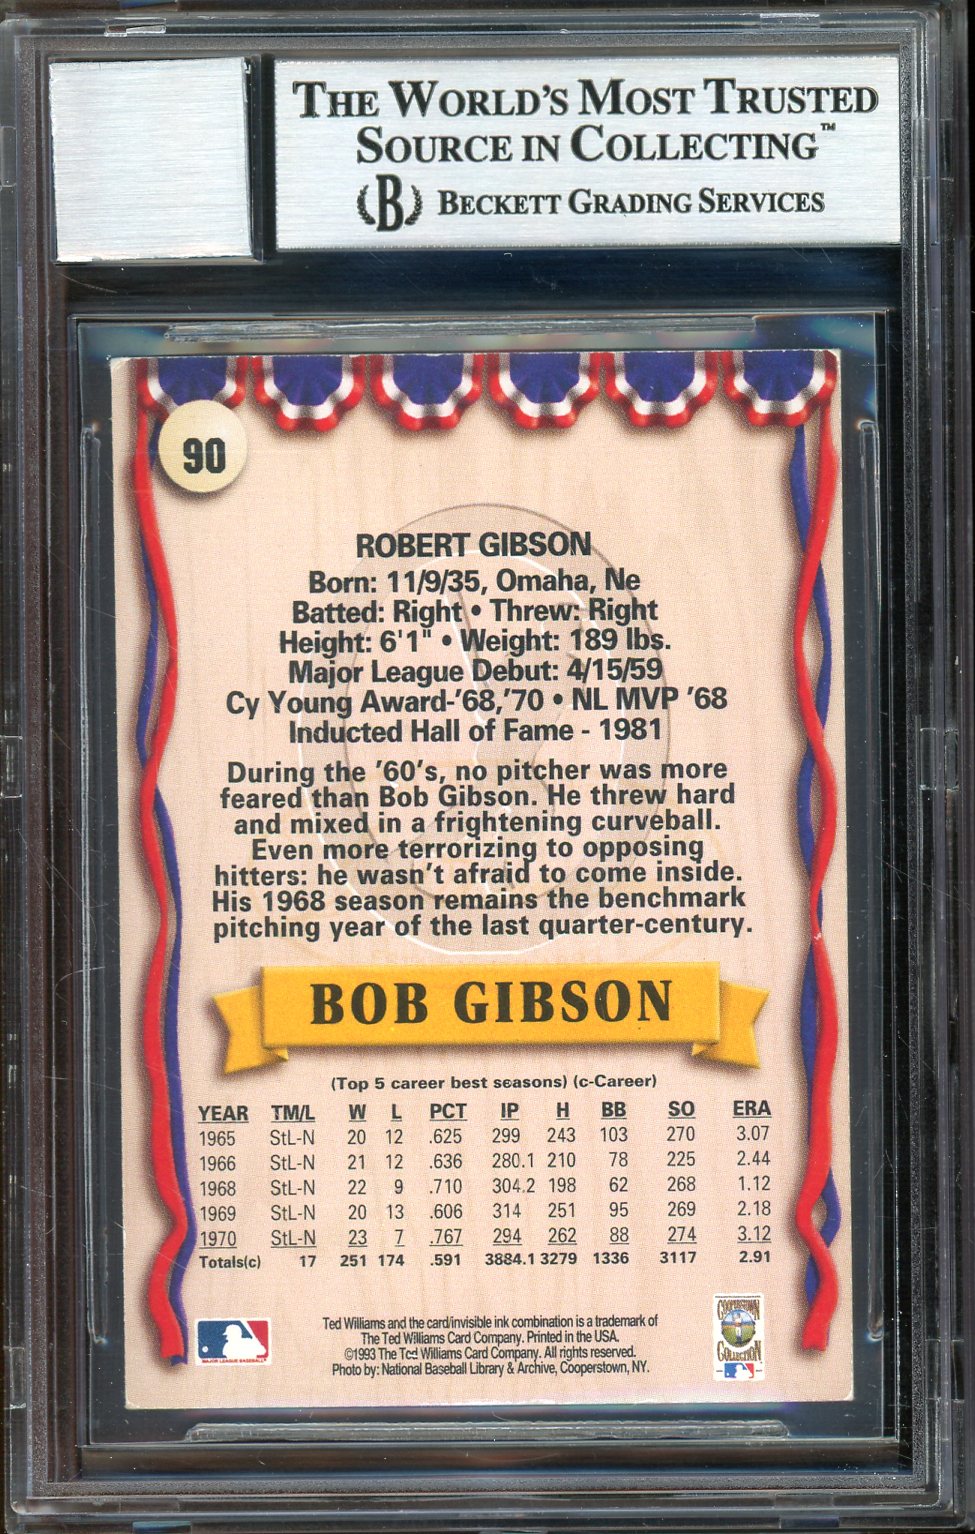 THE WORLD'S MOST TRUSTED
SOURCE IN COLLECTING™
B BECKETT GRADING SERVICES
90
ROBERT GIBSON
Born: 11/9/35, Omaha, Ne
Batted: Right • Threw: Right
Height: 6'1" • Weight: 189 lbs.
Major League Debut: 4/15/59
Cy Young Award-'68,'70 • NL MVP '68
Inducted Hall of Fame - 1981
During the '60's, no pitcher was more
feared than Bob Gibson. He threw hard
and mixed in a frightening curveball.
Even more terrorizing to opposing
hitters: he wasn't afraid to come inside.
His 1968 season remains the benchmark
pitching year of the last quarter-century.
BOB GIBSON
(Top 5 career best seasons) (c-Career)
YEAR TM/L W L PCT IP H BB SO ERA
1965 StL-N 20 12 .625 299 243 103 270 3.07
1966 StL-N 21 12 .636 280.1 210 78 225 2.44
1968 StL-N 22 9 .710 304.2 198 62 268 1.12
1969 StL-N 20 13 .606 314 251 95 269 2.18
1970 StL-N 23 7 .767 294 262 88 274 3.12
Totals(c) 17 251 174 .591 3884.1 3279 1336 3117 2.91
Ted Williams and the card/invisible ink combination is a trademark of
The Ted Williams Card Company. Printed in the USA.
©1993 The Ted Williams Card Company. All rights reserved.
Photo by: National Baseball Library & Archive, Cooperstown, NY.
MAJOR LEAGUE BASEBALL
COOPERSTOWN
COLLECTION